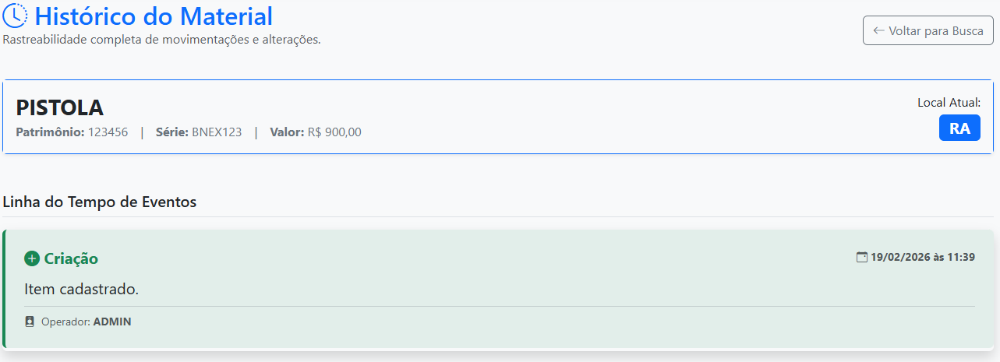 Histórico do Material
Rastreabilidade completa de movimentações e alterações.
← Voltar para Busca
PISTOLA
Patrimônio: 123456 | Série: BNEX123 | Valor: R$ 900,00
Local Atual:
RA
Linha do Tempo de Eventos
Criação
19/02/2026 às 11:39
Item cadastrado.
Operador: ADMIN